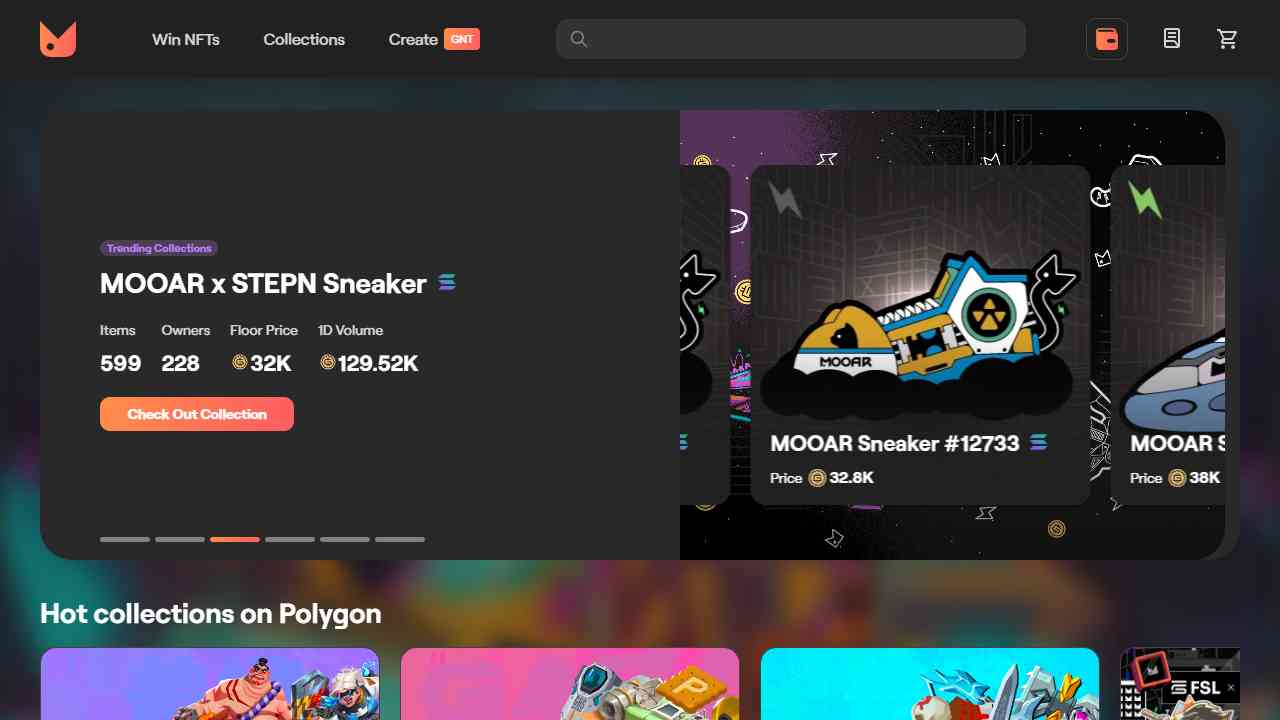 Win NFTs
Collections
Create GNT
Trending Collections
MOOAR x STEPN Sneaker
Items Owners Floor Price 1D Volume
599 228 32K 129.52K
Check Out Collection
MOOAR
MOOAR Sneaker #12733
Price 32.8K
MOOAR S
Price 38K
Hot collections on Polygon
P
FSL ×